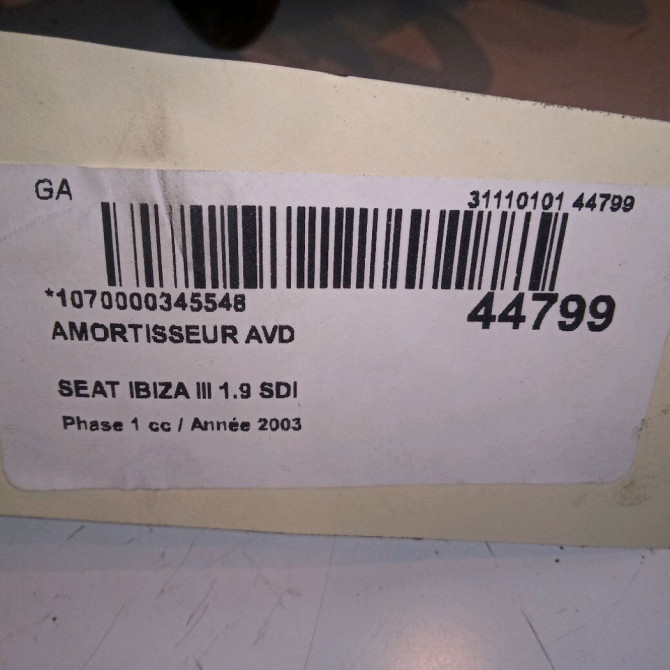 GA
31110101 44799
*1070000345548
44799
AMORTISSEUR AVD
SEAT IBIZA III 1.9 SDI
Phase 1 cc / Année 2003